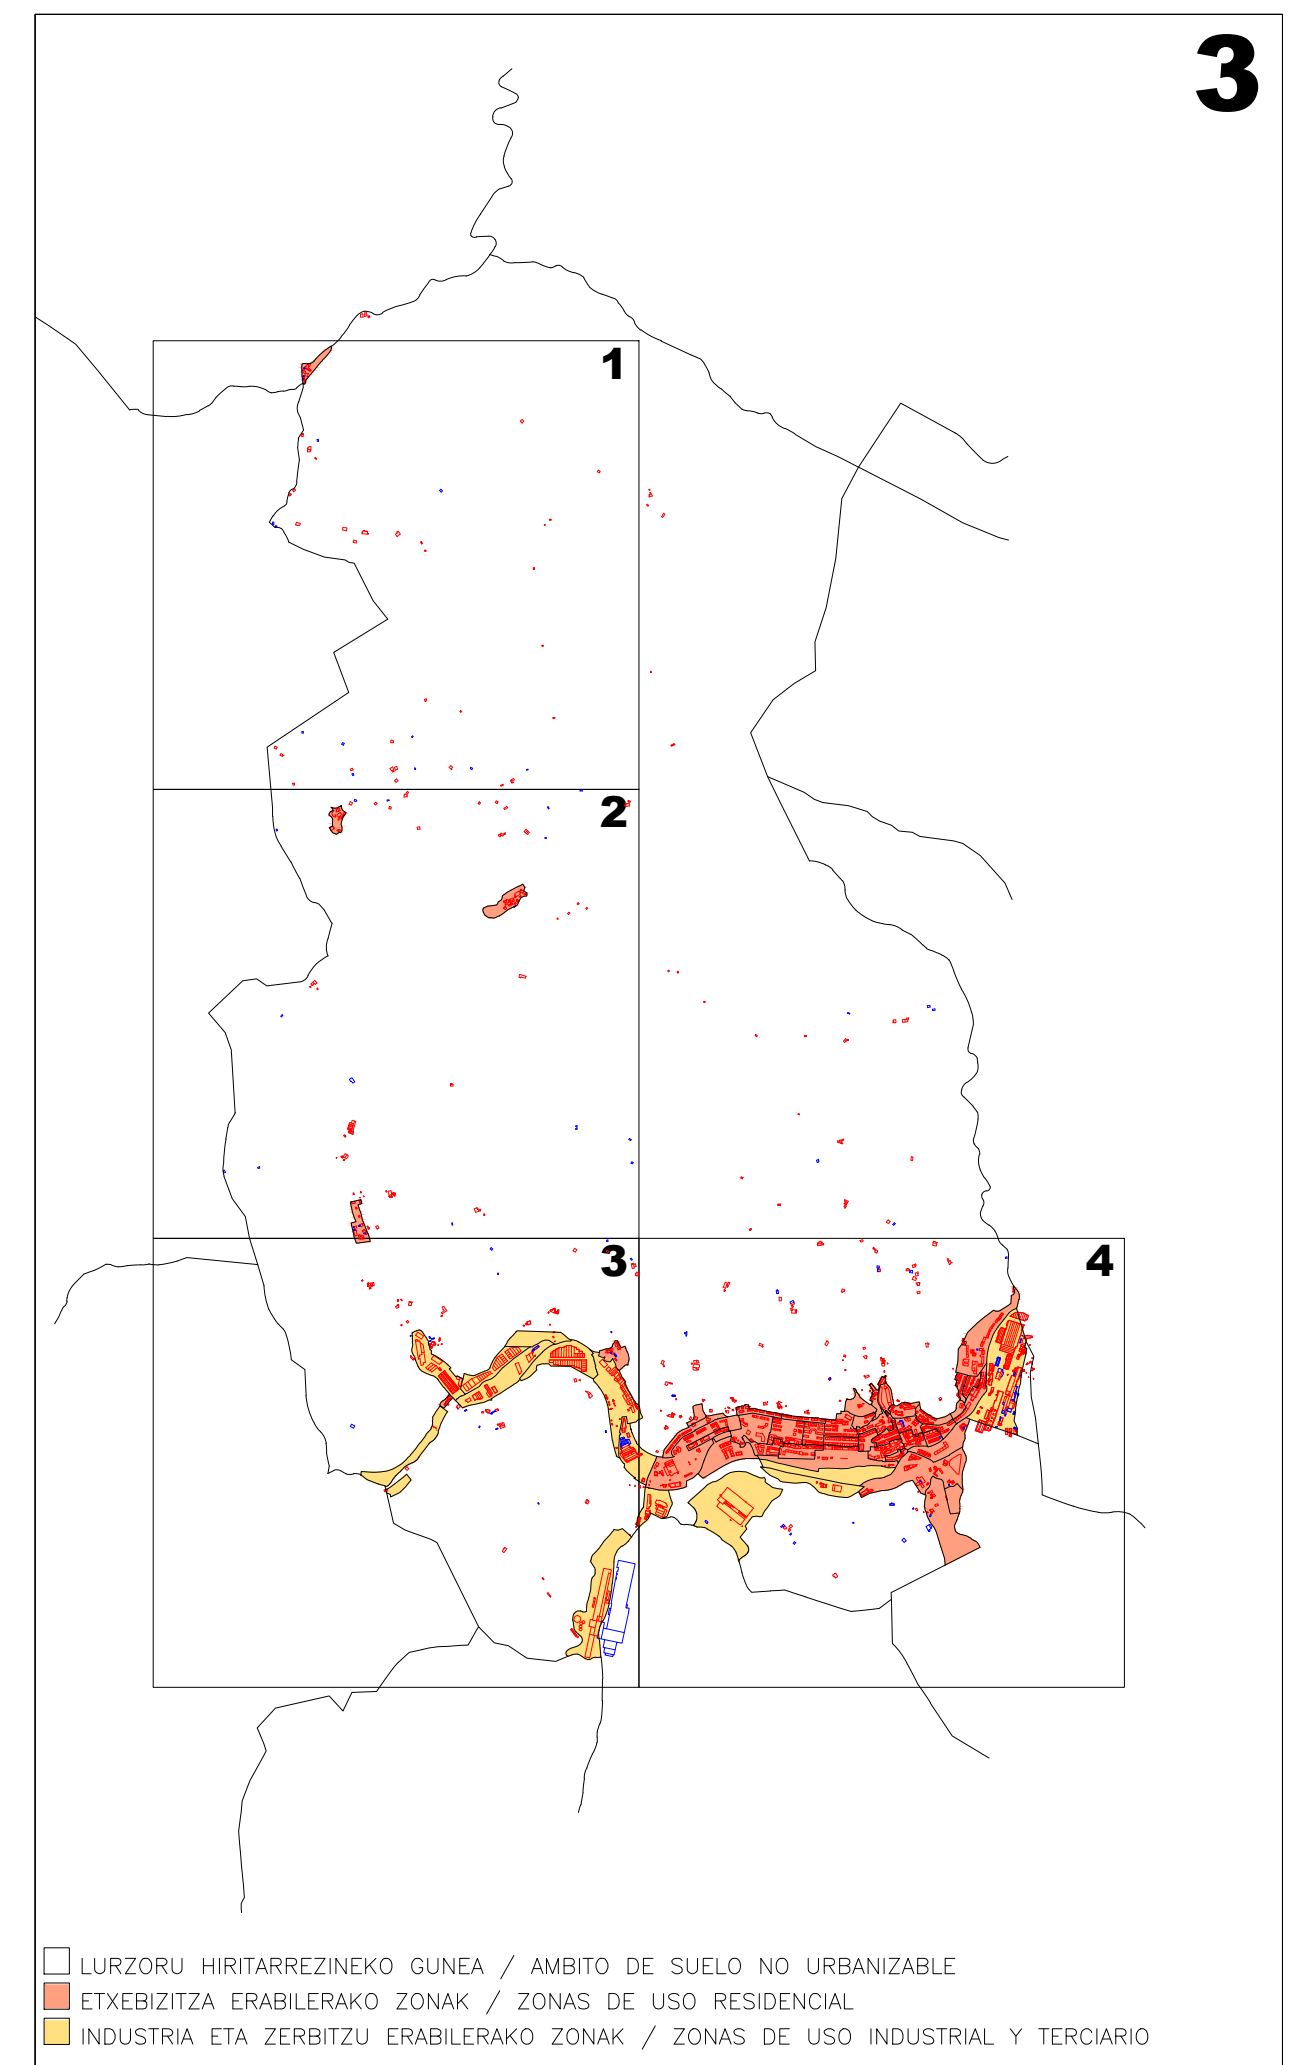 3
1
2
3
4
LURZORU HIRITARREZINEKO GUNEA / AMBITO DE SUELO NO URBANIZABLE
ETXEBIZITZA ERABILERAKO ZONAK / ZONAS DE USO RESIDENCIAL
INDUSTRIA ETA ZERBITZU ERABILERAKO ZONAK / ZONAS DE USO INDUSTRIAL Y TERCIARIO